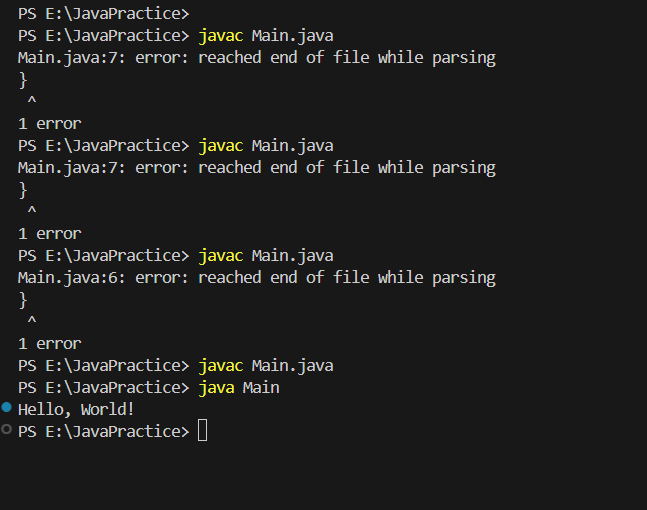 PS E:\JavaPractice>
PS E:\JavaPractice> javac Main.java
Main.java:7: error: reached end of file while parsing
}
 ^
1 error
PS E:\JavaPractice> javac Main.java
Main.java:7: error: reached end of file while parsing
}
 ^
1 error
PS E:\JavaPractice> javac Main.java
Main.java:6: error: reached end of file while parsing
}
 ^
1 error
PS E:\JavaPractice> javac Main.java
PS E:\JavaPractice> java Main
Hello, World!
PS E:\JavaPractice>